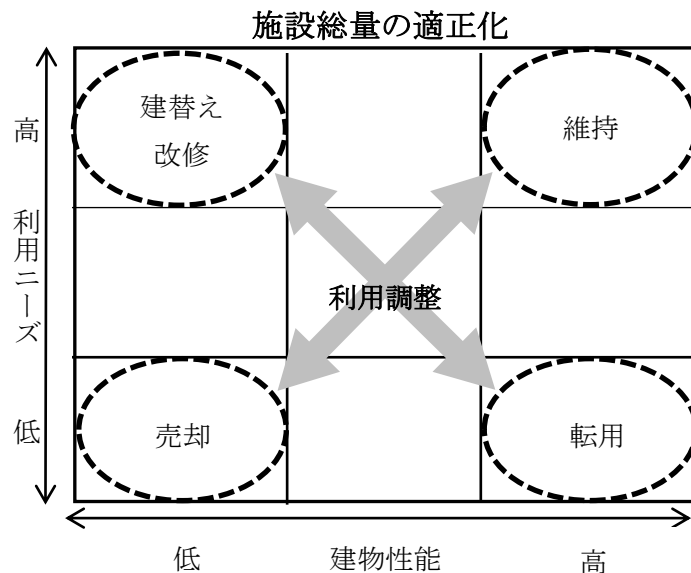 施設総量の適正化
建替え
改修
維持
高
利用ニーズ
低
利用調整
売却
転用
低
建物性能
高